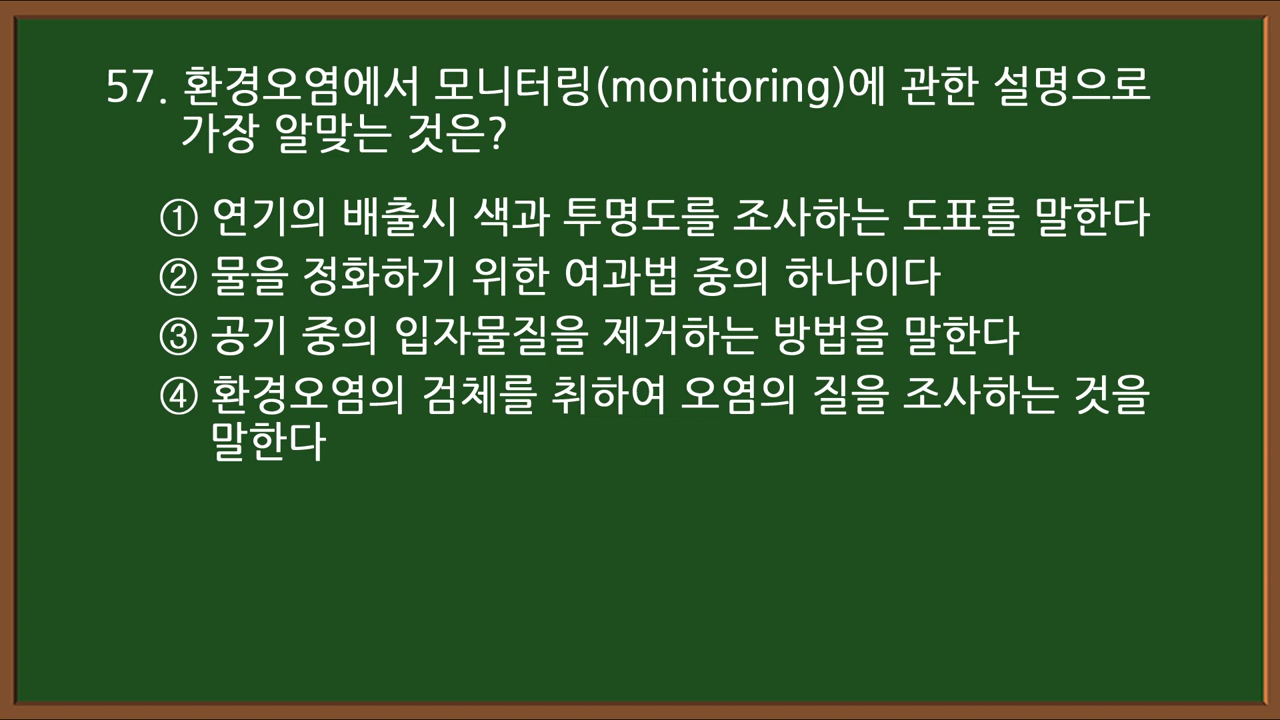 57. 환경오염에서 모니터링(monitoring)에 관한 설명으로
가장 알맞는 것은?
① 연기의 배출시 색과 투명도를 조사하는 도표를 말한다
② 물을 정화하기 위한 여과법 중의 하나이다
③ 공기 중의 입자물질을 제거하는 방법을 말한다
④ 환경오염의 검체를 취하여 오염의 질을 조사하는 것을
말한다